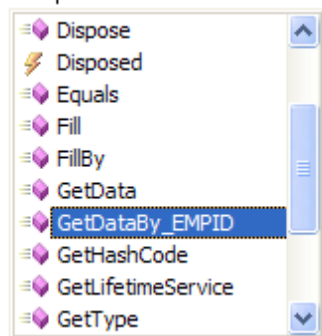 Dispose
Disposed
Equals
Fill
FillBy
GetData
GetDataBy_EMPID
GetHashCode
GetLifetimeService
GetType